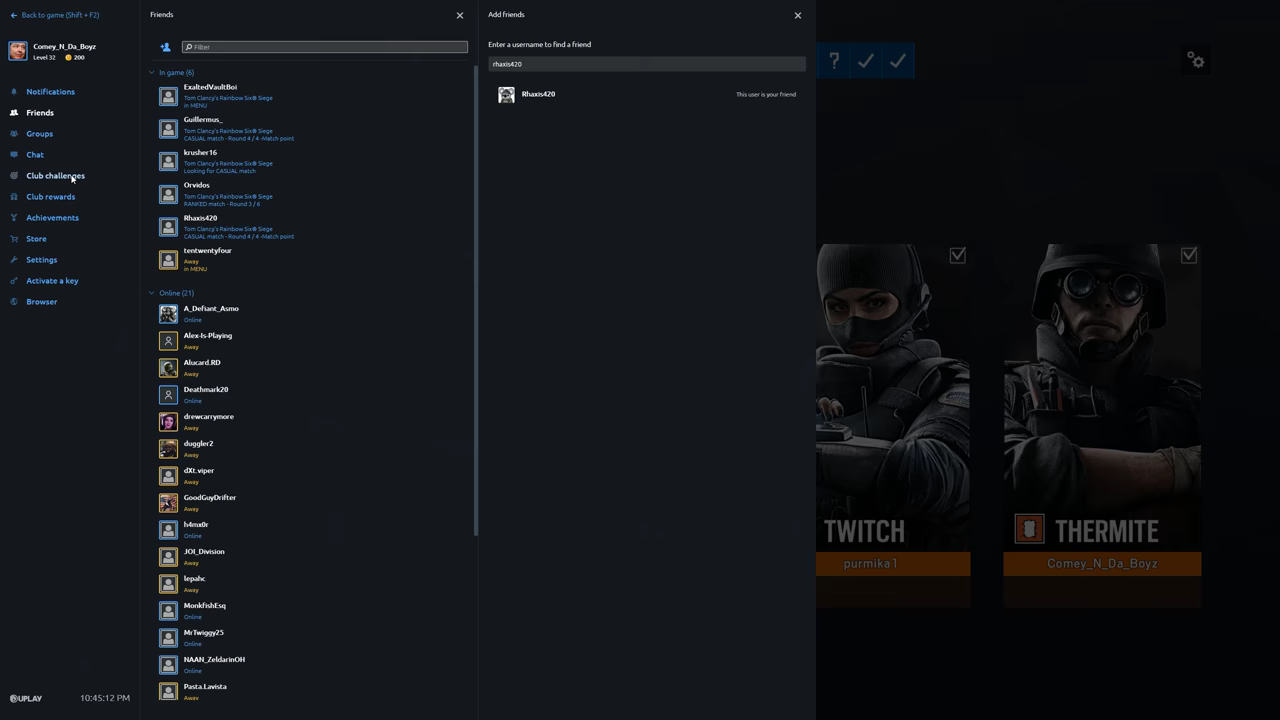 Back to game (Shift + F2)
Comey_N_Da_Boyz
Level 32 200
Notifications
Friends
Groups
Chat
Club challenges
Club rewards
Achievements
Store
Settings
Activate a key
Browser
UPLAY
10:45:12 PM
Friends
Filter
In game (6)
ExaltedVaultBoi
Tom Clancy's Rainbow Six® Siege
in MENU
Guillermus_
Tom Clancy's Rainbow Six® Siege
CASUAL match - Round 4 / 4 -Match point
krusher16
Tom Clancy's Rainbow Six® Siege
Looking for CASUAL match
Orvidos
Tom Clancy's Rainbow Six® Siege
RANKED match - Round 3 / 6
Rhaxis420
Tom Clancy's Rainbow Six® Siege
CASUAL match - Round 4 / 4 -Match point
tentwentyfour
Away
in MENU
Online (21)
A_Defiant_Asmo
Online
Alex-Is-Playing
Away
Alucard.RD
Away
Deathmark20
Online
drewcarrymore
Away
duggler2
Away
dXt.viper
Away
GoodGuyDrifter
Away
h4mx0r
Online
JOI_Division
Away
lepahc
Away
MonkfishEsq
Online
MrTwiggy25
Online
NAAN_ZeldarinOH
Online
Pasta.Lavista
Away
Add friends
Enter a username to find a friend
rhaxis420
Rhaxis420
This user is your friend
?
TWITCH
purmika1
THERMITE
Comey_N_Da_Boyz